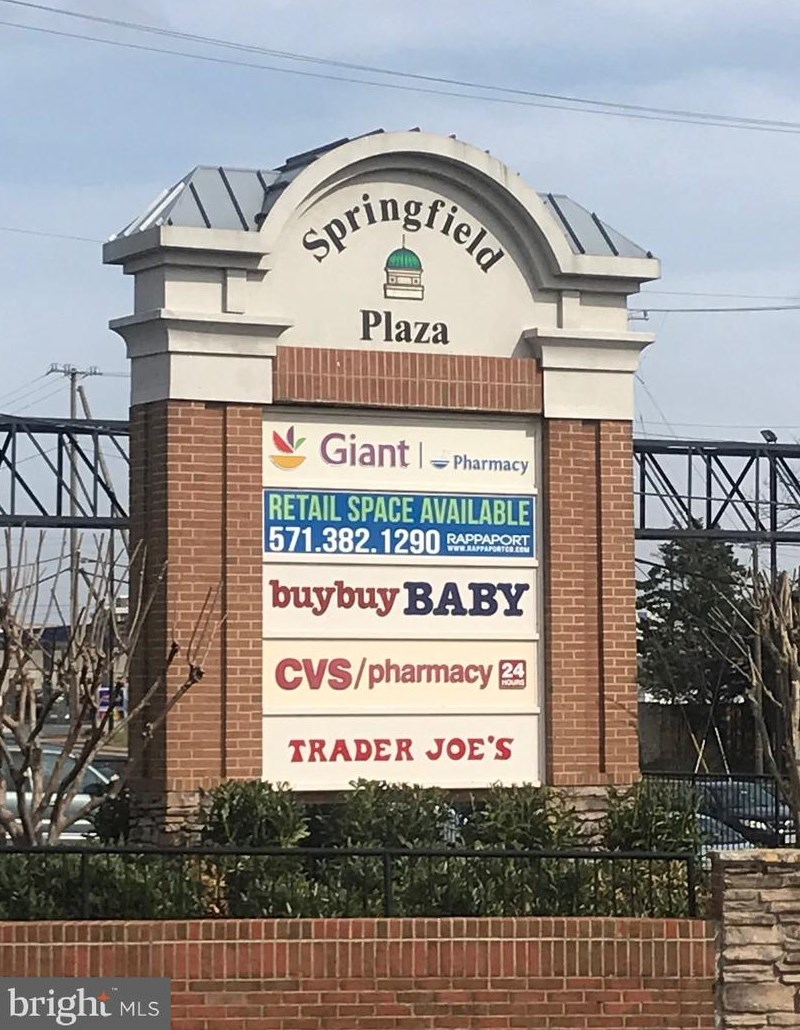 Springfield
Plaza
Giant | Pharmacy
RETAIL SPACE AVAILABLE
571.382.1290 RAPPAPORT
WWW.RAPPAPORTCO.COM
buybuy BABY
CVS/pharmacy 24
HOURS
TRADER JOE'S
bright MLS